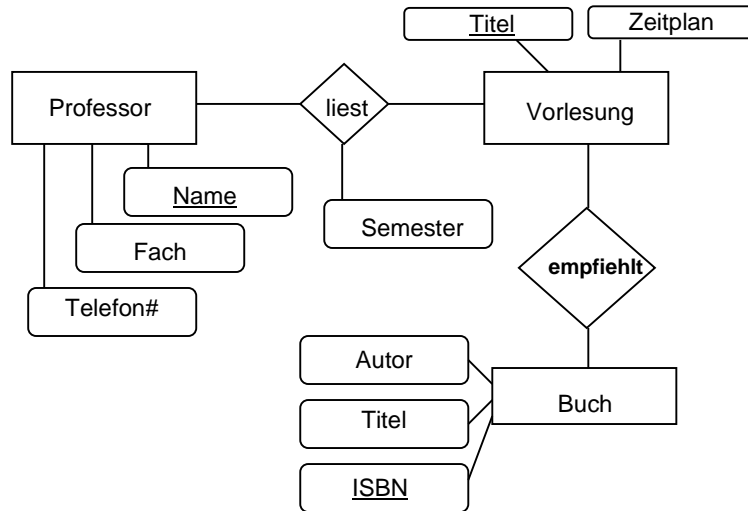 Titel
Zeitplan
Professor
liest
Vorlesung
Name
Semester
Fach
empfiehlt
Telefon#
Autor
Buch
Titel
ISBN